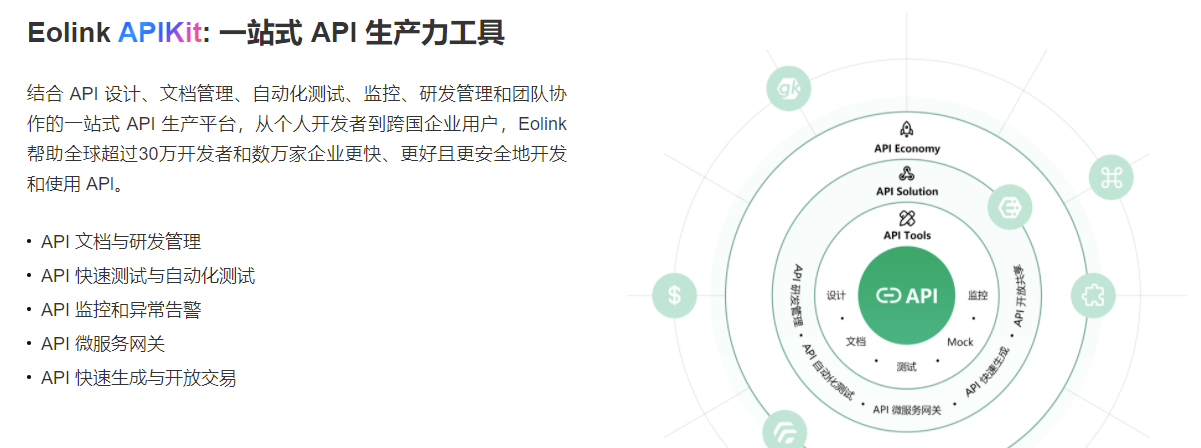 Eolink APIKit: 一站式 API 生产力工具
结合 API 设计、文档管理、自动化测试、监控、研发管理和团队协
作的一站式 API 生产平台，从个人开发者到跨国企业用户，Eolink
帮助全球超过30万开发者和数万家企业更快、更好且更安全地开发
和使用 API。
• API 文档与研发管理
• API 快速测试与自动化测试
• API 监控和异常告警
• API 微服务网关
• API 快速生成与开放交易
gk
API Economy
API Solution
API Tools
$
API
设计
监控
文档
Mock
测试
API 研发管理
API 自动化测试
API 微服务网关
API 快速生成
API 开放共享